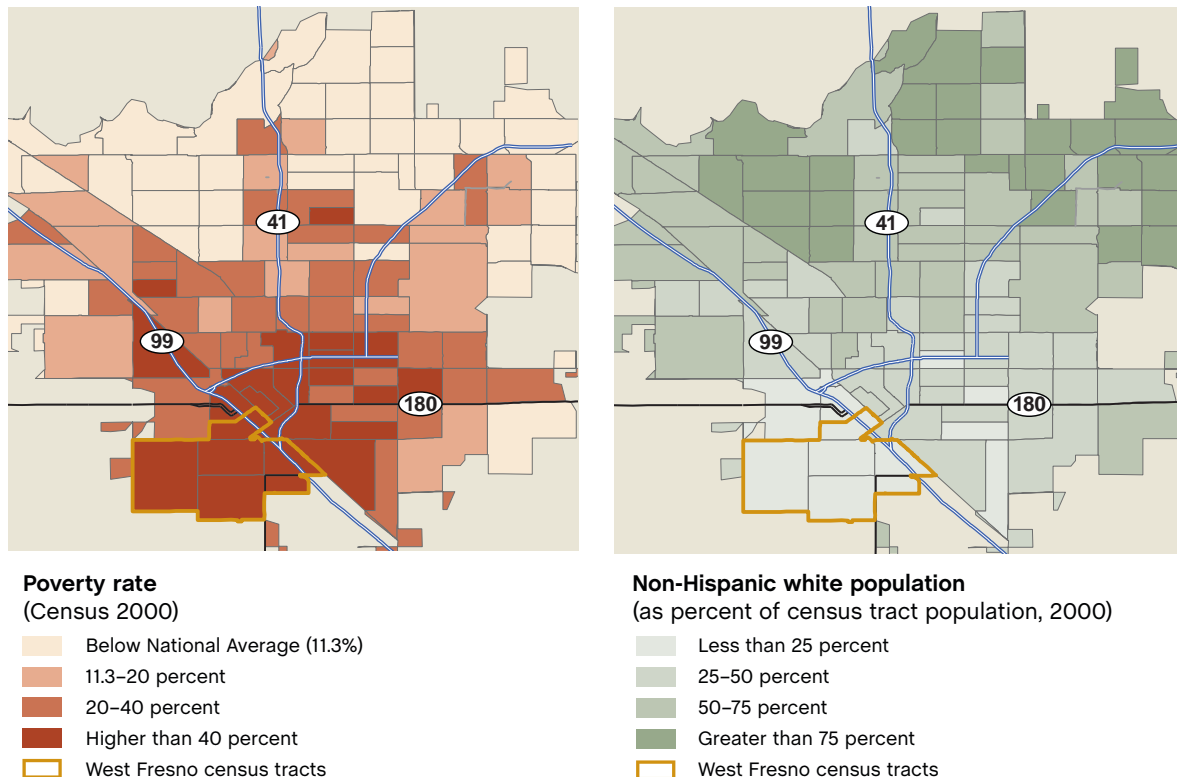 41
99
180
41
99
180
Poverty rate
(Census 2000)
Below National Average (11.3%)
11.3–20 percent
20–40 percent
Higher than 40 percent
West Fresno census tracts
Non-Hispanic white population
(as percent of census tract population, 2000)
Less than 25 percent
25–50 percent
50–75 percent
Greater than 75 percent
West Fresno census tracts